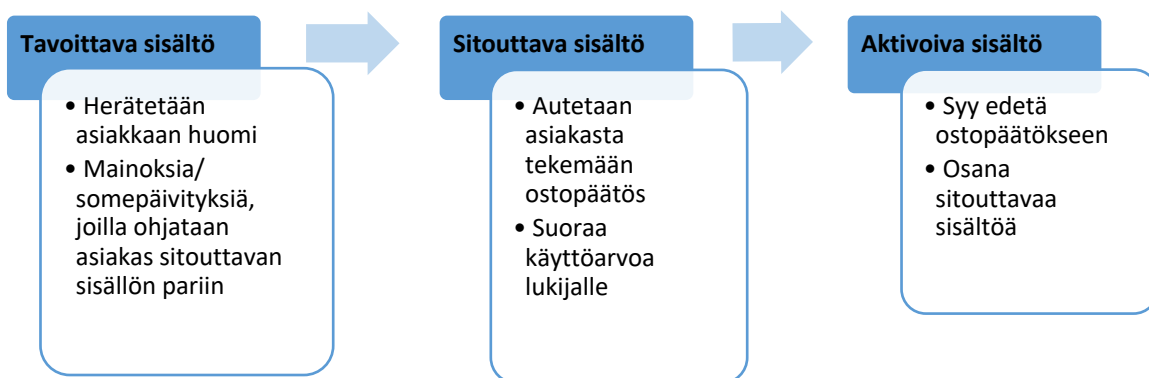 Tavoittava sisältö
• Herätetään
asiakkaan huomi
• Mainoksia/
somepäivityksiä,
joilla ohjataan
asiakas sitouttavan
sisällön pariin
Sitouttava sisältö
• Autetaan
asiakasta
tekemään
ostopäätös
• Suoraa
käyttöarvoa
lukijalle
Aktivoiva sisältö
• Syy edetä
ostopäätökseen
• Osana
sitouttavaa
sisältöä